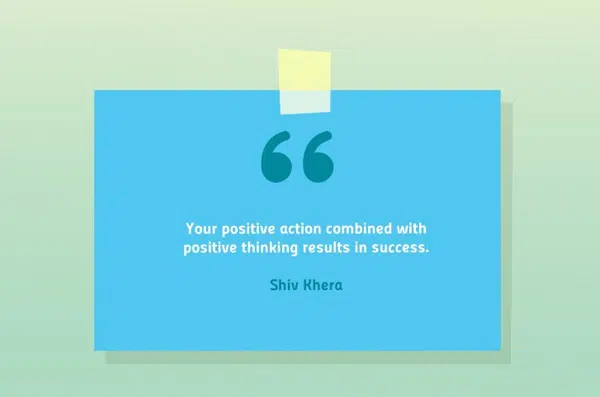 Your positive action combined with
positive thinking results in success.
Shiv Khera